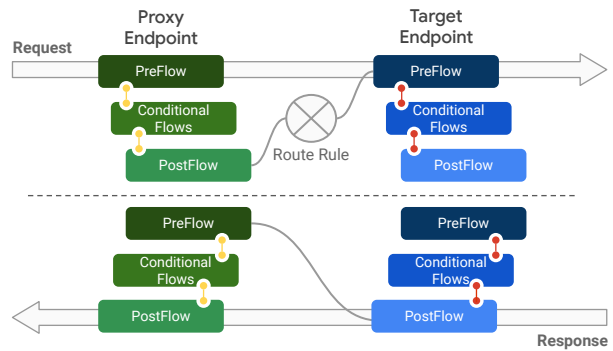 Proxy
Endpoint
Target
Endpoint
Request
PreFlow
PreFlow
Conditional
Flows
Conditional
Flows
Route Rule
PostFlow
PostFlow
PreFlow
PreFlow
Conditional
Flows
Conditional
Flows
PostFlow
PostFlow
Response